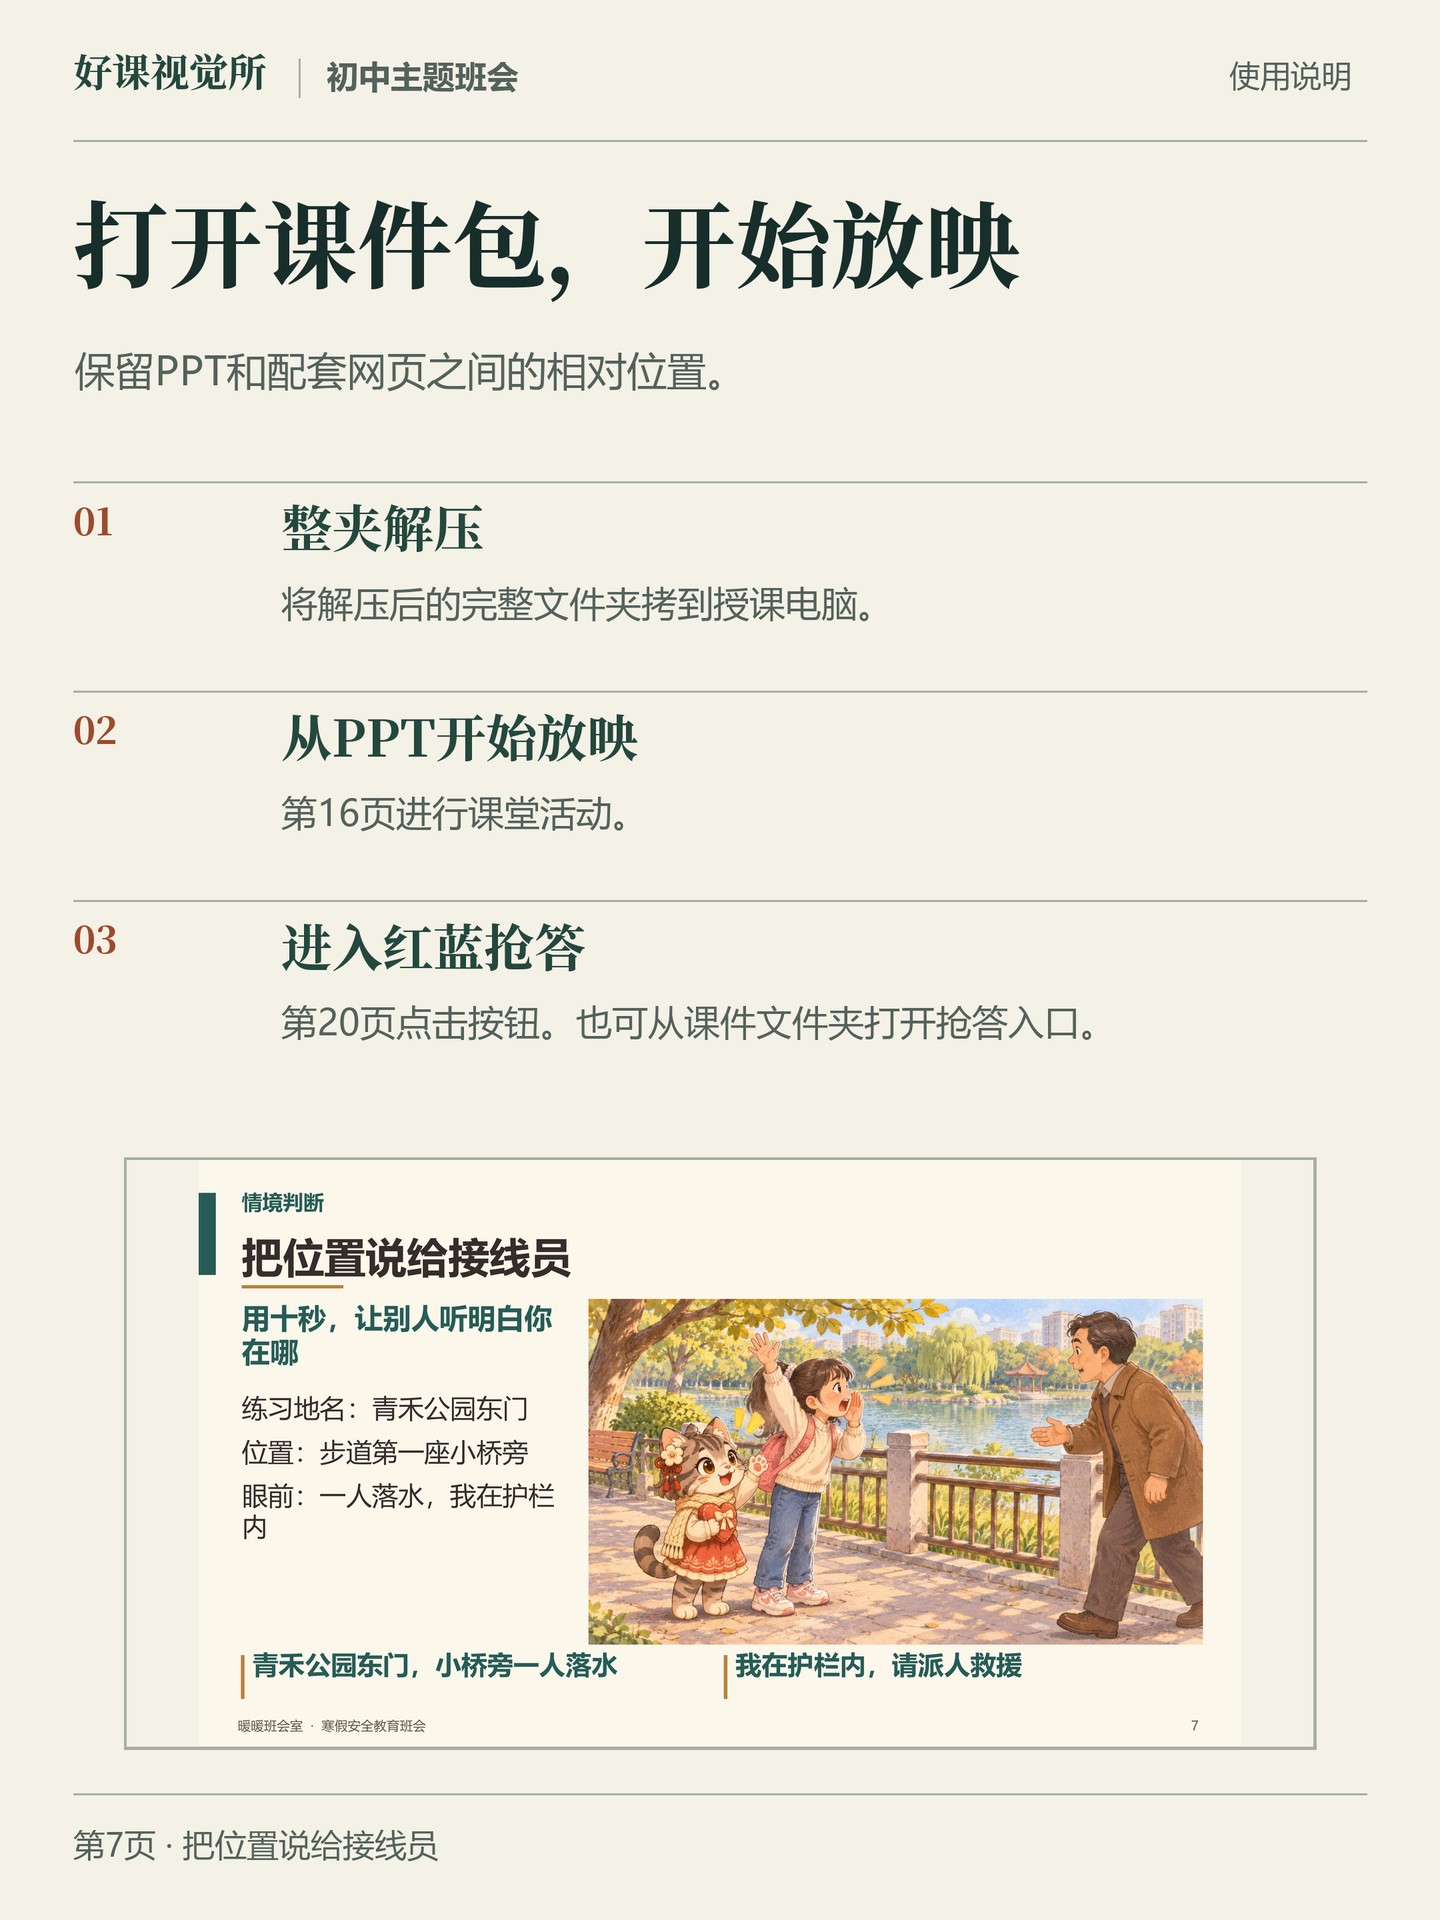 好课视觉所
初中主题班会
使用说明
打开课件包，开始放映
保留PPT和配套网页之间的相对位置。
01
整夹解压
将解压后的完整文件夹拷到授课电脑。
02
从PPT开始放映
第16页进行课堂活动。
03
进入红蓝抢答
第20页点击按钮。也可从课件文件夹打开抢答入口。
情境判断
把位置说给接线员
用十秒，让别人听明白你
在哪
练习地名：青禾公园东门
位置：步道第一座小桥旁
眼前：一人落水，我在护栏
内
青禾公园东门，小桥旁一人落水
我在护栏内，请派人救援
暖暖班会室 · 寒假安全教育班会
7
第7页 · 把位置说给接线员